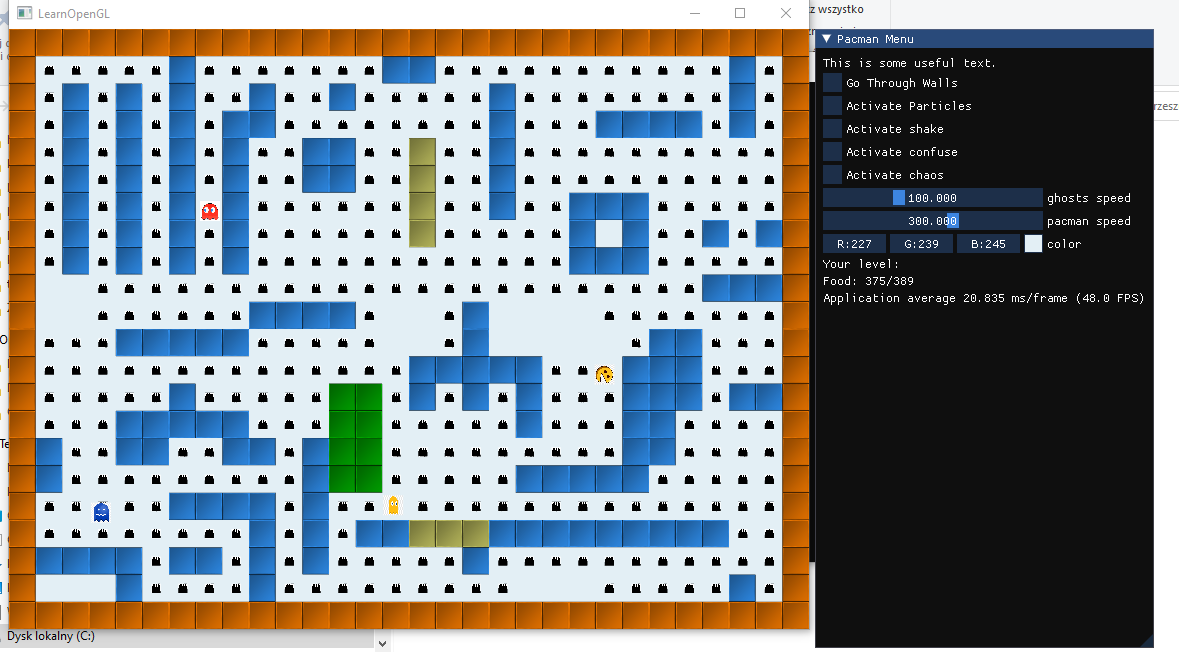 LearnOpenGL
z wszystko
Pacman Menu
This is some useful text.
Go Through Walls
Activate Particles
Activate shake
Activate confuse
Activate chaos
100.000 ghosts speed
300.000 pacman speed
R:227 G:239 B:245 color
Your level:
Food: 375/389
Application average 20.835 ms/frame (48.0 FPS)
rzesz
Dysk lokalny (C:)